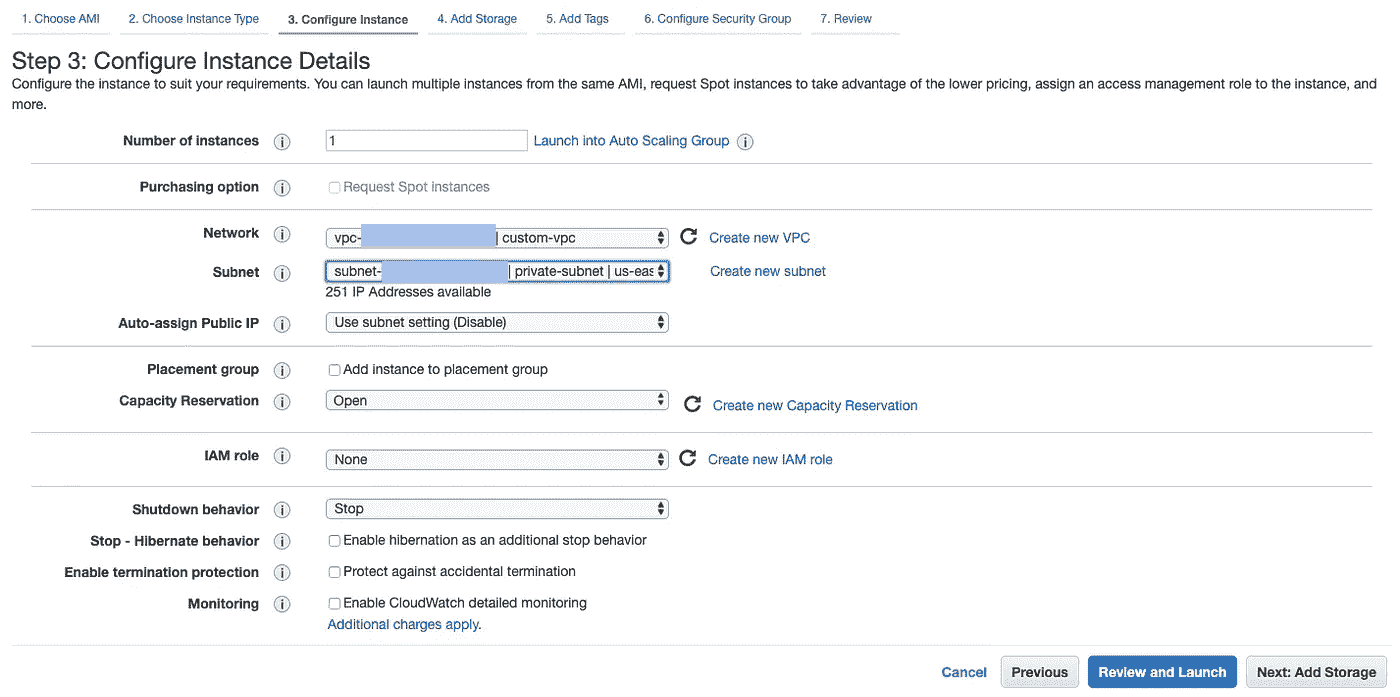 1. Choose AMI 2. Choose Instance Type 3. Configure Instance 4. Add Storage 5. Add Tags 6. Configure Security Group 7. Review
Step 3: Configure Instance Details
Configure the instance to suit your requirements. You can launch multiple instances from the same AMI, request Spot instances to take advantage of the lower pricing, assign an access management role to the instance, and
more.
Number of instances i 1 Launch into Auto Scaling Group i
Purchasing option i Request Spot instances
Network i vpc- | custom-vpc Create new VPC
Subnet i subnet- | private-subnet | us-eas Create new subnet
251 IP Addresses available
Auto-assign Public IP i Use subnet setting (Disable)
Placement group i Add instance to placement group
Capacity Reservation i Open Create new Capacity Reservation
IAM role i None Create new IAM role
Shutdown behavior i Stop
Stop - Hibernate behavior i Enable hibernation as an additional stop behavior
Enable termination protection i Protect against accidental termination
Monitoring i Enable CloudWatch detailed monitoring
Additional charges apply.
Cancel Previous Review and Launch Next: Add Storage